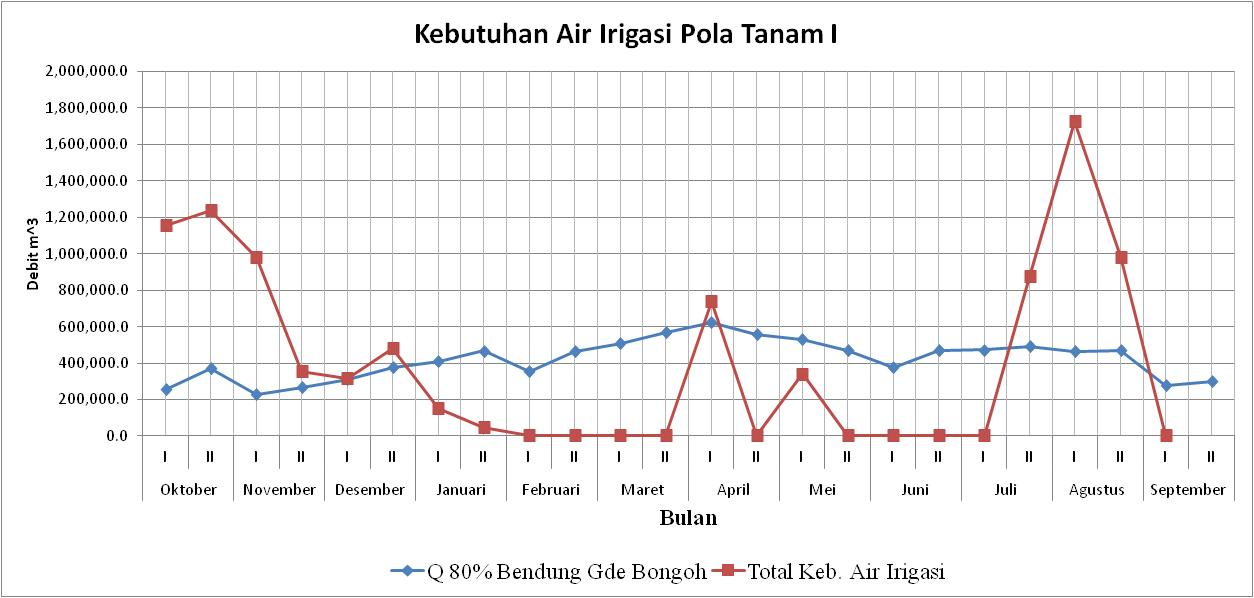 Kebutuhan Air Irigasi Pola Tanam I
2,000,000.0
1,800,000.0
1,600,000.0
1,400,000.0
1,200,000.0
1,000,000.0
800,000.0
600,000.0
400,000.0
200,000.0
0.0
Debit m^3
I II I II I II I II I II I II I II I II I II I II I II I II
Oktober November Desember Januari Februari Maret April Mei Juni Juli Agustus September
Bulan
Q 80% Bendung Gde Bongoh Total Keb. Air Irigasi